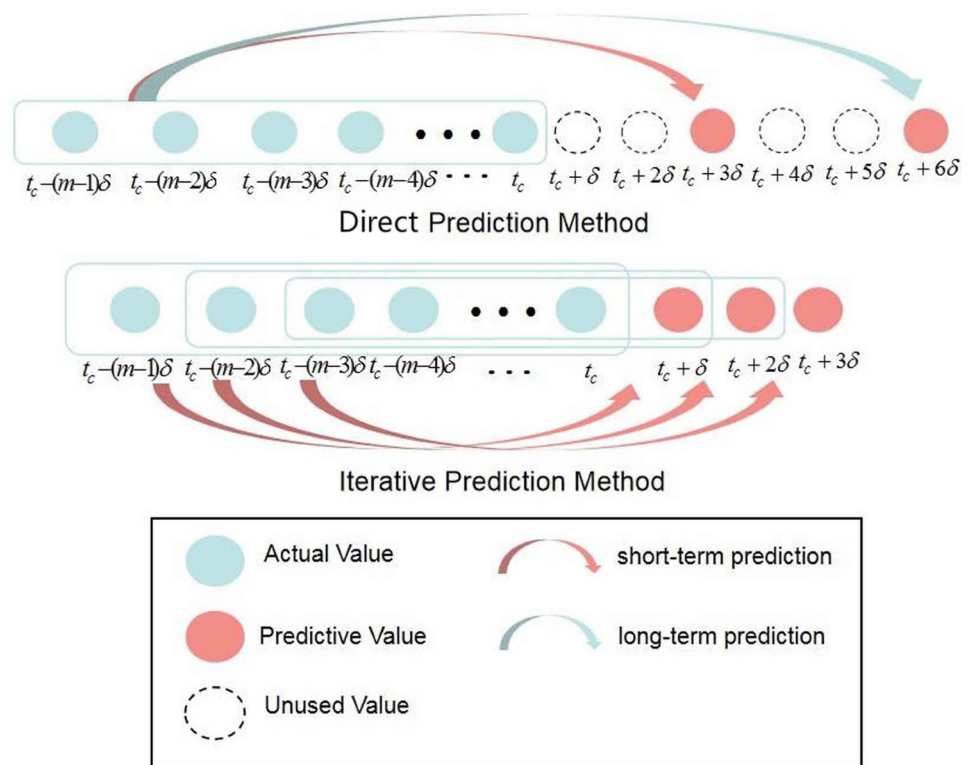 t_c−(m−1)δ t_c−(m−2)δ t_c−(m−3)δ t_c−(m−4)δ ··· t_c t_c+δ t_c+2δ t_c+3δ t_c+4δ t_c+5δ t_c+6δ
Direct Prediction Method
t_c−(m−1)δ t_c−(m−2)δ t_c−(m−3)δ t_c−(m−4)δ ··· t_c t_c+δ t_c+2δ t_c+3δ
Iterative Prediction Method
Actual Value
short-term prediction
Predictive Value
long-term prediction
Unused Value